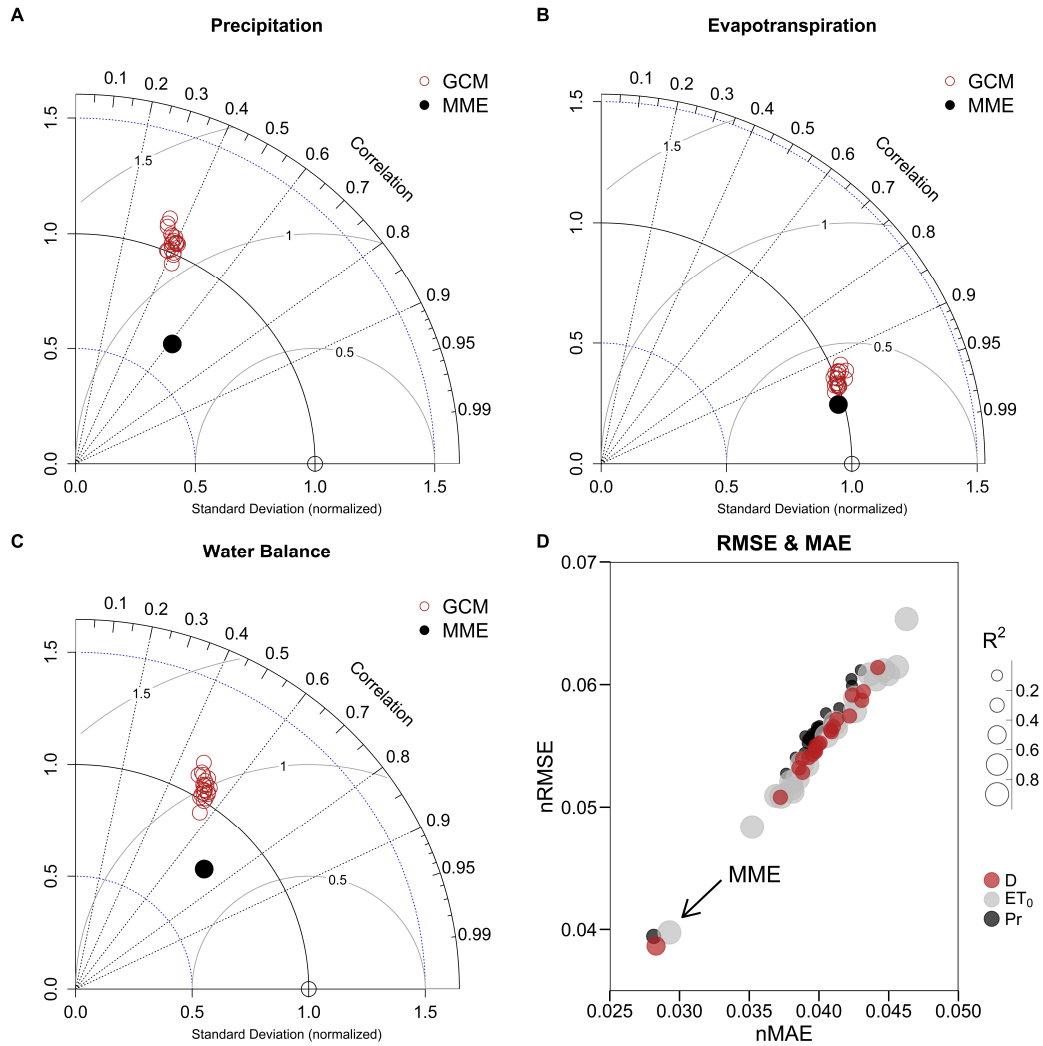 A
Precipitation
GCM
MME
Correlation
0.1
0.2
0.3
0.4
0.5
0.6
0.7
0.8
0.9
0.95
0.99
1.5
1
0.5
1.5
1.0
0.5
0.0
0.0
0.5
1.0
1.5
Standard Deviation (normalized)
B
Evapotranspiration
GCM
MME
Correlation
0.1
0.2
0.3
0.4
0.5
0.6
0.7
0.8
0.9
0.95
0.99
1.5
1
0.5
1.5
1.0
0.5
0.0
0.0
0.5
1.0
1.5
Standard Deviation (normalized)
C
Water Balance
GCM
MME
Correlation
0.1
0.2
0.3
0.4
0.5
0.6
0.7
0.8
0.9
0.95
0.99
1.5
1
0.5
1.5
1.0
0.5
0.0
0.0
0.5
1.0
1.5
Standard Deviation (normalized)
D
RMSE & MAE
0.07
0.06
0.05
0.04
nRMSE
MME
0.025
0.030
0.035
0.040
0.045
0.050
nMAE
R²
0.2
0.4
0.6
0.8
D
ET₀
Pr